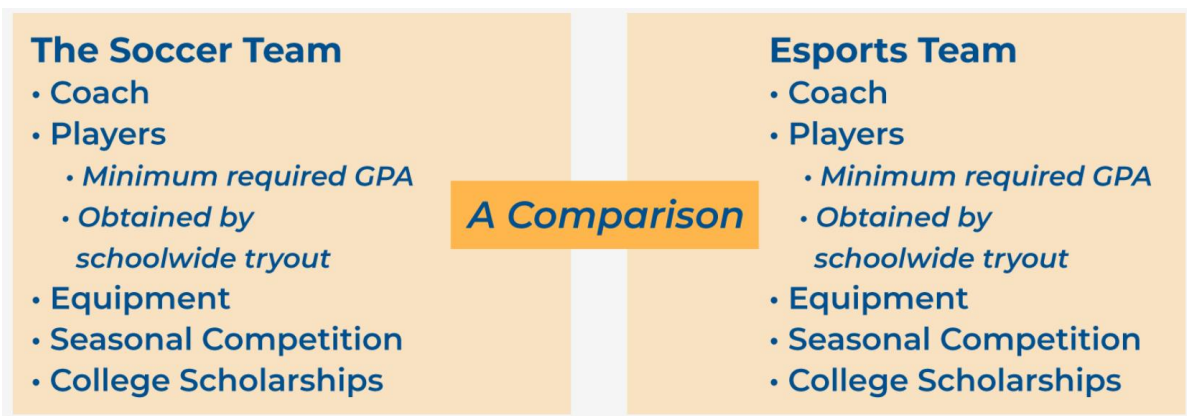 The Soccer Team
• Coach
• Players
• Minimum required GPA
• Obtained by
schoolwide tryout
• Equipment
• Seasonal Competition
• College Scholarships
A Comparison
Esports Team
• Coach
• Players
• Minimum required GPA
• Obtained by
schoolwide tryout
• Equipment
• Seasonal Competition
• College Scholarships